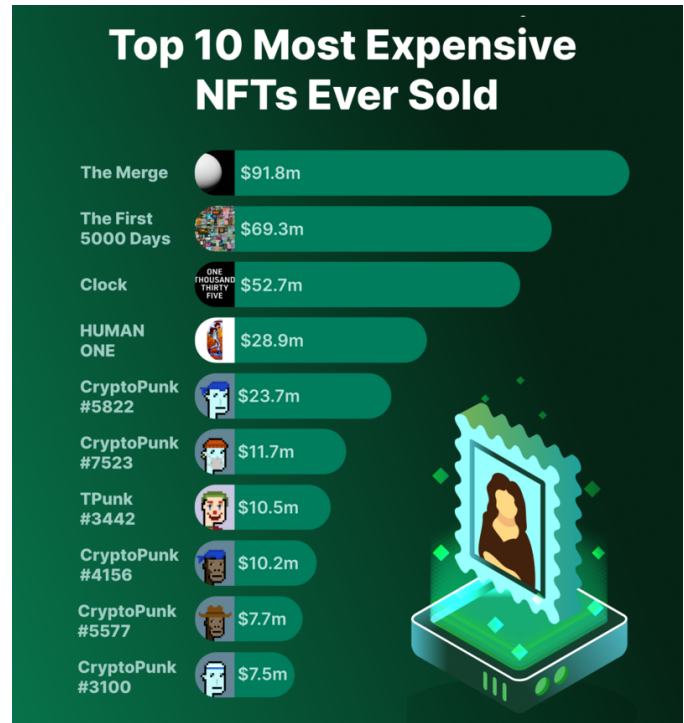 Top 10 Most Expensive
NFTs Ever Sold
The Merge
$91.8m
The First
5000 Days
$69.3m
Clock
ONE
THOUSAND
THIRTY
FIVE
$52.7m
HUMAN
ONE
$28.9m
CryptoPunk
#5822
$23.7m
CryptoPunk
#7523
$11.7m
TPunk
#3442
$10.5m
CryptoPunk
#4156
$10.2m
CryptoPunk
#5577
$7.7m
CryptoPunk
#3100
$7.5m